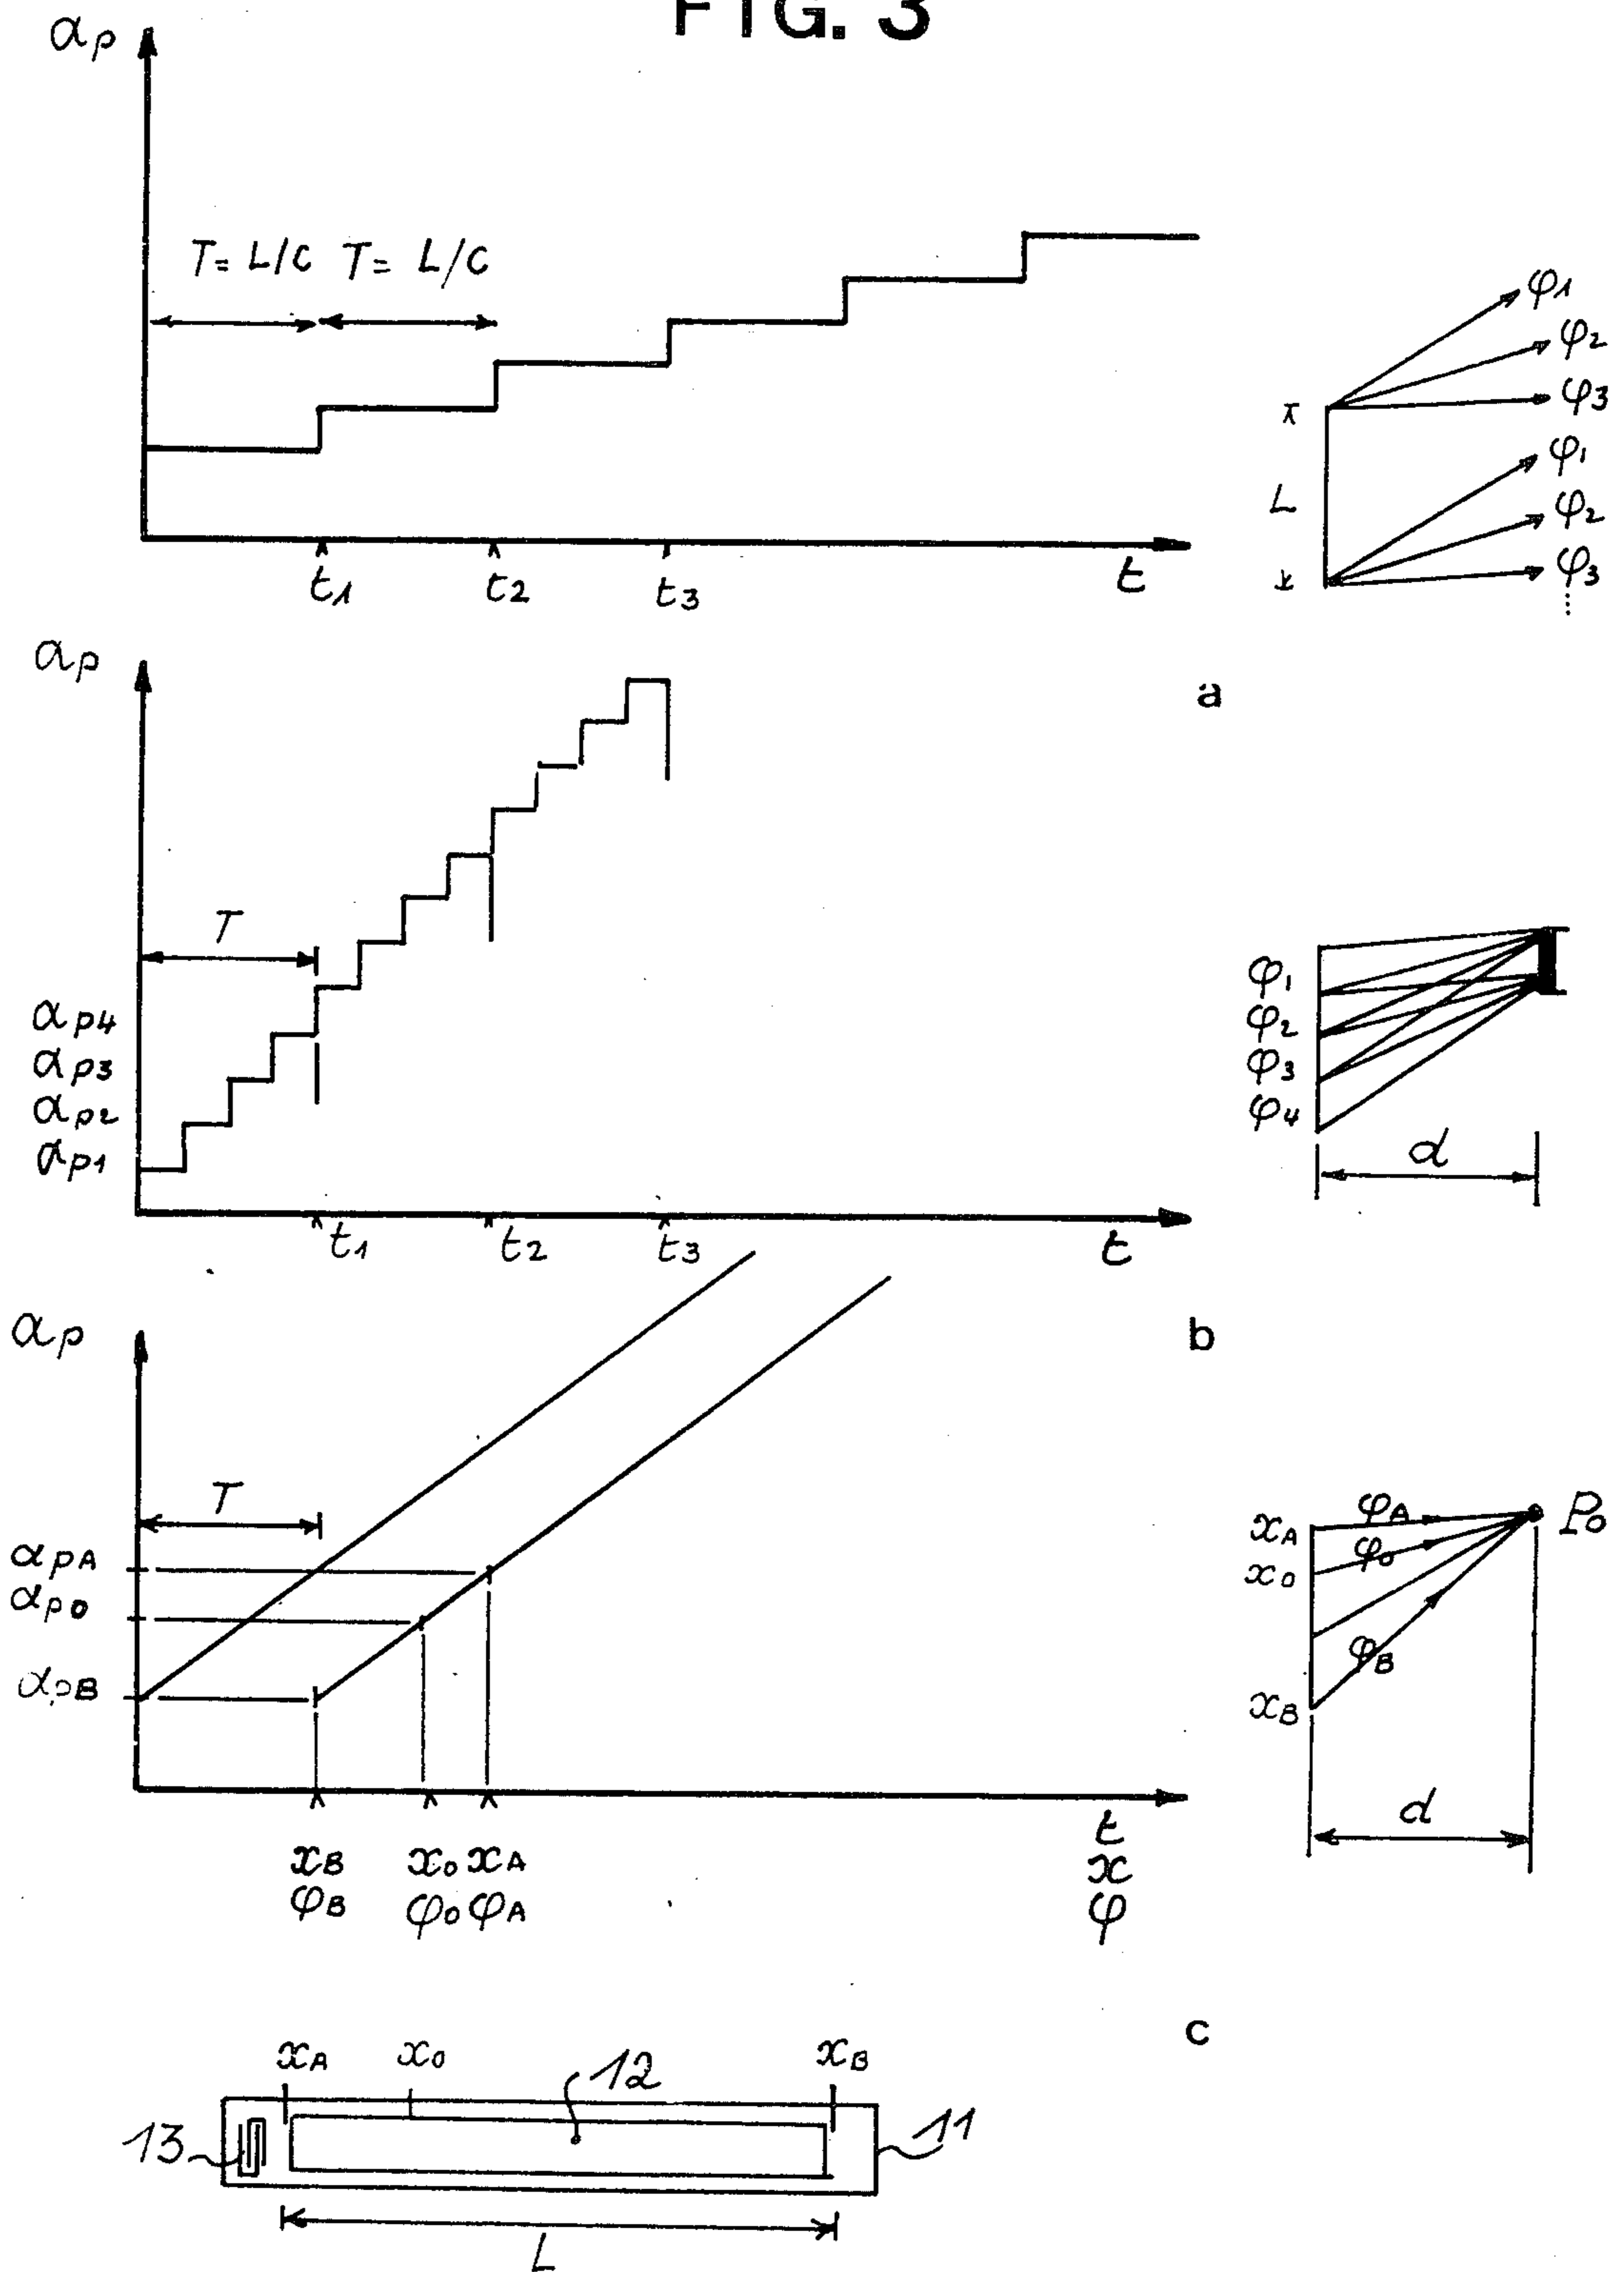 FIG. 3
αp
T= L/C T= L/C
t1 t2 t3 t
φ1
φ2
φ3
L
φ1
φ2
φ3
a
αp
T
αp4
αp3
αp2
αp1
t1 t2 t3 t
φ1
φ2
φ3
φ4
d
b
αp
T
αpA
αpo
αpB
xB xo xA
φB φo φA
t
x
φ
xA φA Po
xo φo
φB
xB
d
c
xA xo xB
12
13
11
L